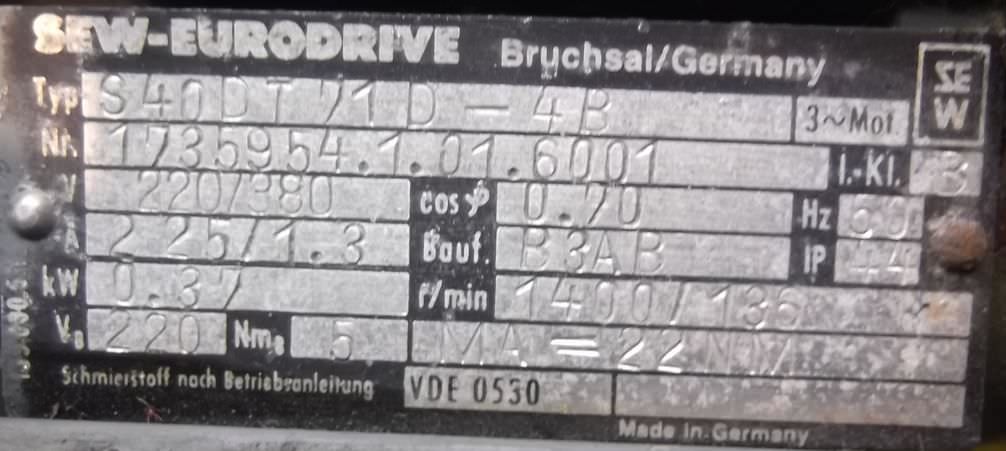 SEW-EURODRIVE Bruchsal/Germany SEW
Typ S40DT71D-4B 3~Mot.
Nr. 1735954.1.01.6001 I.-Kl. B
V 220/380 cos φ 0.70 Hz 50
A 2.25/1.3 Bauf. B3AB IP 44
kW 0.37 r/min 1400/136
VB 220 NmB 5 MA=22 NM
Schmierstoff nach Betriebsanleitung VDE 0530
Made in Germany